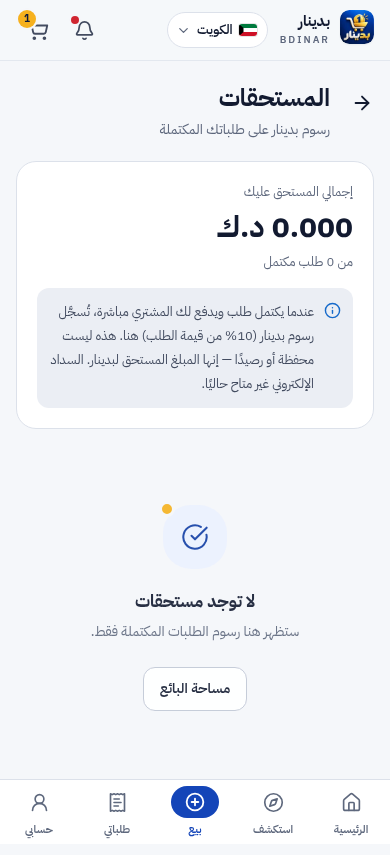 بدينار
BDINAR
الكويت
1
المستحقات
رسوم بدينار على طلباتك المكتملة
إجمالي المستحق عليك
0.000 د.ك
من 0 طلب مكتمل
عندما يكتمل طلب ويدفع لك المشتري مباشرة، تُسجَّل
رسوم بدينار (10% من قيمة الطلب) هنا. هذه ليست
محفظة أو رصيدًا — إنها المبلغ المستحق لبدينار. السداد
الإلكتروني غير متاح حاليًا.
لا توجد مستحقات
ستظهر هنا رسوم الطلبات المكتملة فقط.
مساحة البائع
الرئيسية
استكشف
بيع
طلباتي
حسابي